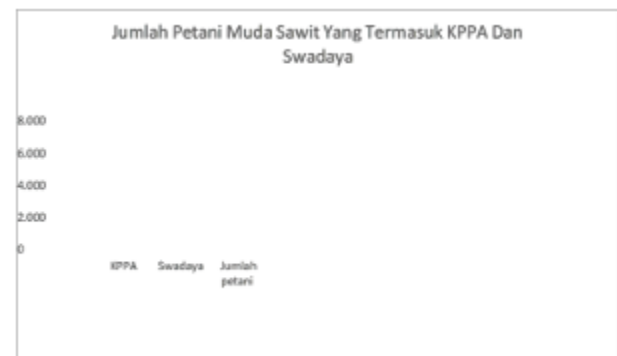 Jumlah Petani Muda Sawit Yang Termasuk KPPA Dan
Swadaya
8.000
6.000
4.000
2.000
0
KPPA Swadaya Jumlah
petani